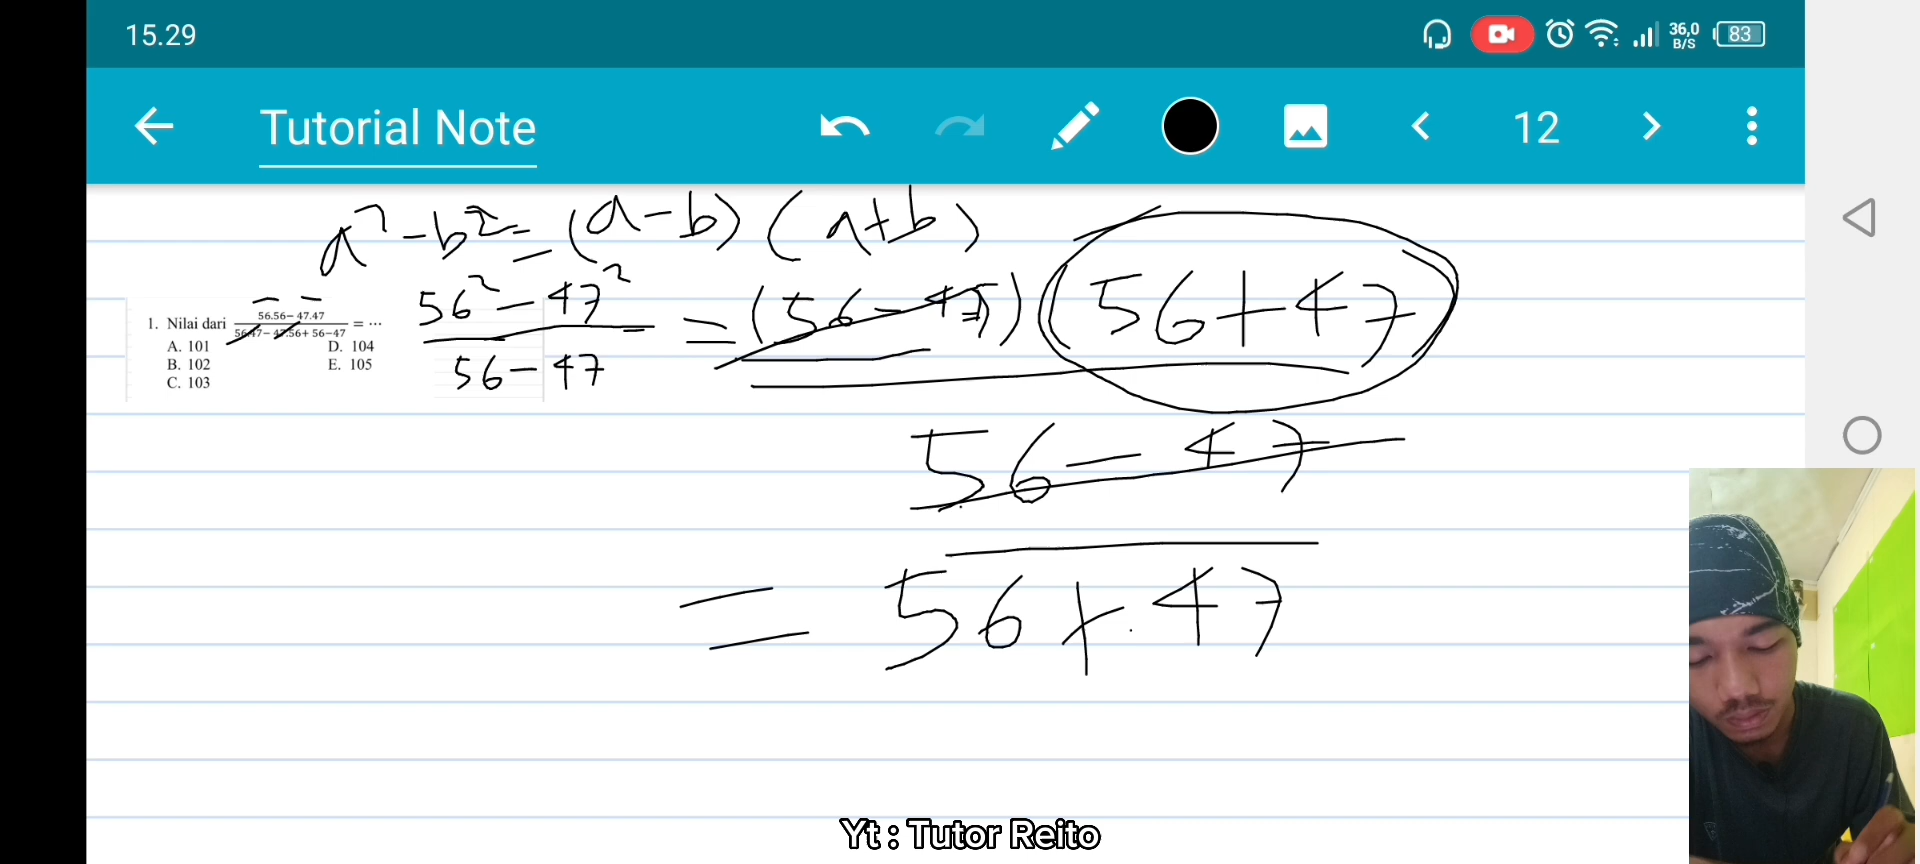 15.29
36,0 B/S 83
Tutorial Note
12
a² - b² = (a - b) (a + b)
1. Nilai dari 56.56− 47.47 / 56.47− 47.56+ 56−47 = ...
A. 101
D. 104
B. 102
E. 105
C. 103
56² - 47² / 56 - 47 = (56 - 47) (56 + 47) / 56 - 47
= 56 + 47
Yt : Tutor Reito